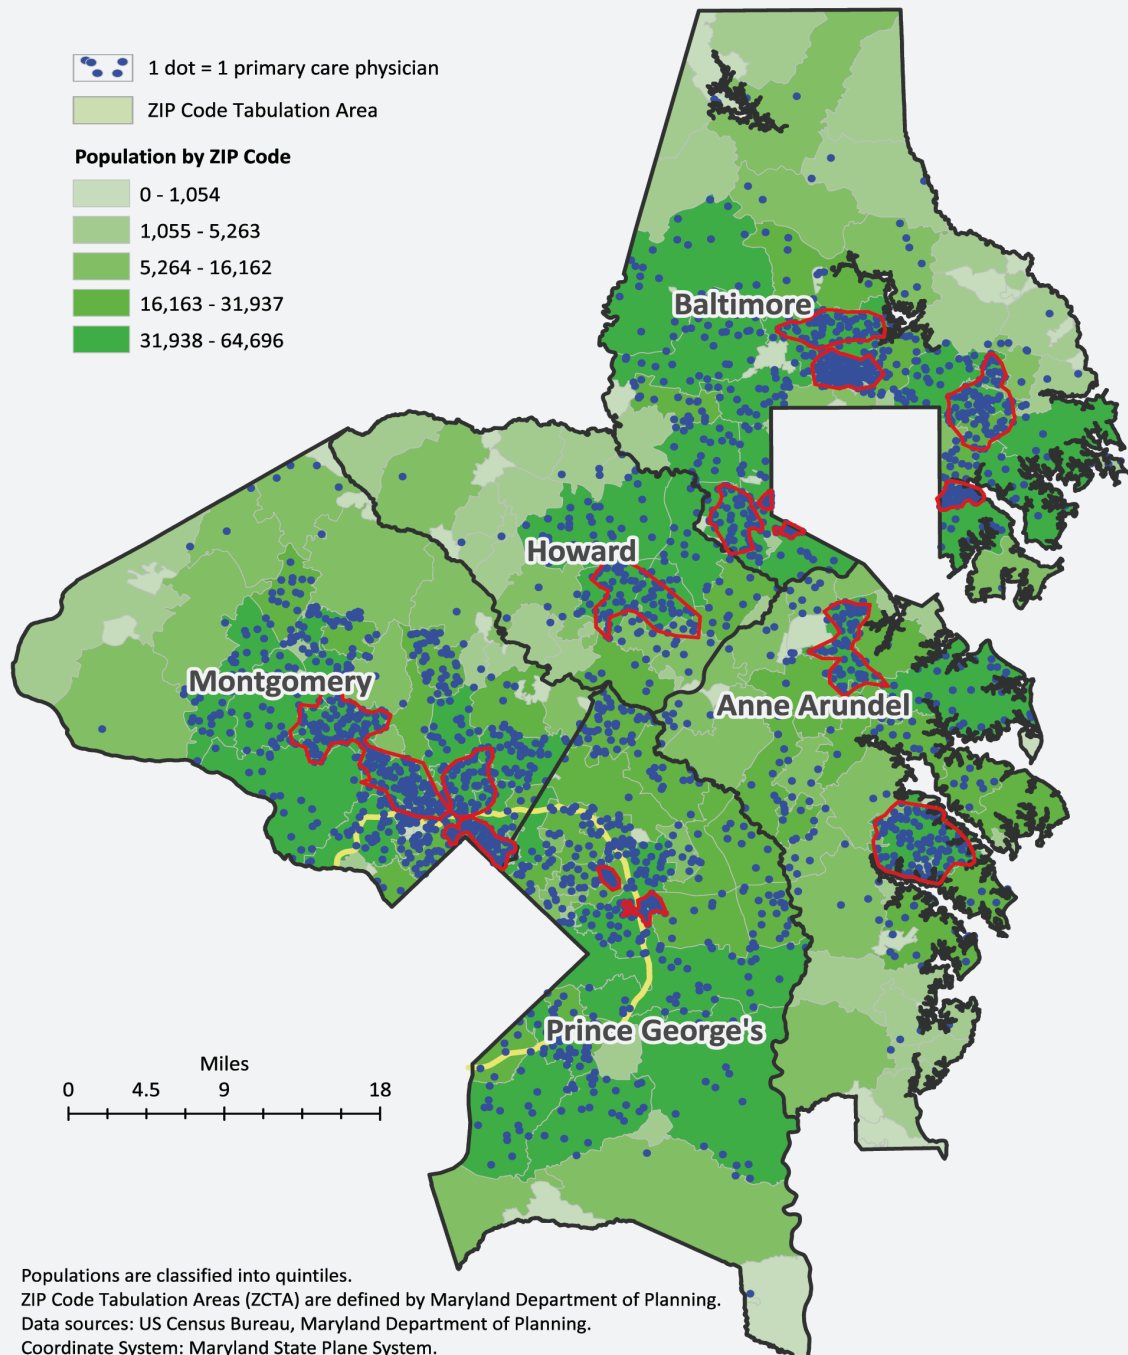 1 dot = 1 primary care physician
ZIP Code Tabulation Area
Population by ZIP Code
0 - 1,054
1,055 - 5,263
5,264 - 16,162
16,163 - 31,937
31,938 - 64,696
Baltimore
Howard
Montgomery
Anne Arundel
Prince George's
Miles
0 4.5 9 18
Populations are classified into quintiles.
ZIP Code Tabulation Areas (ZCTA) are defined by Maryland Department of Planning.
Data sources: US Census Bureau, Maryland Department of Planning.
Coordinate System: Maryland State Plane System.